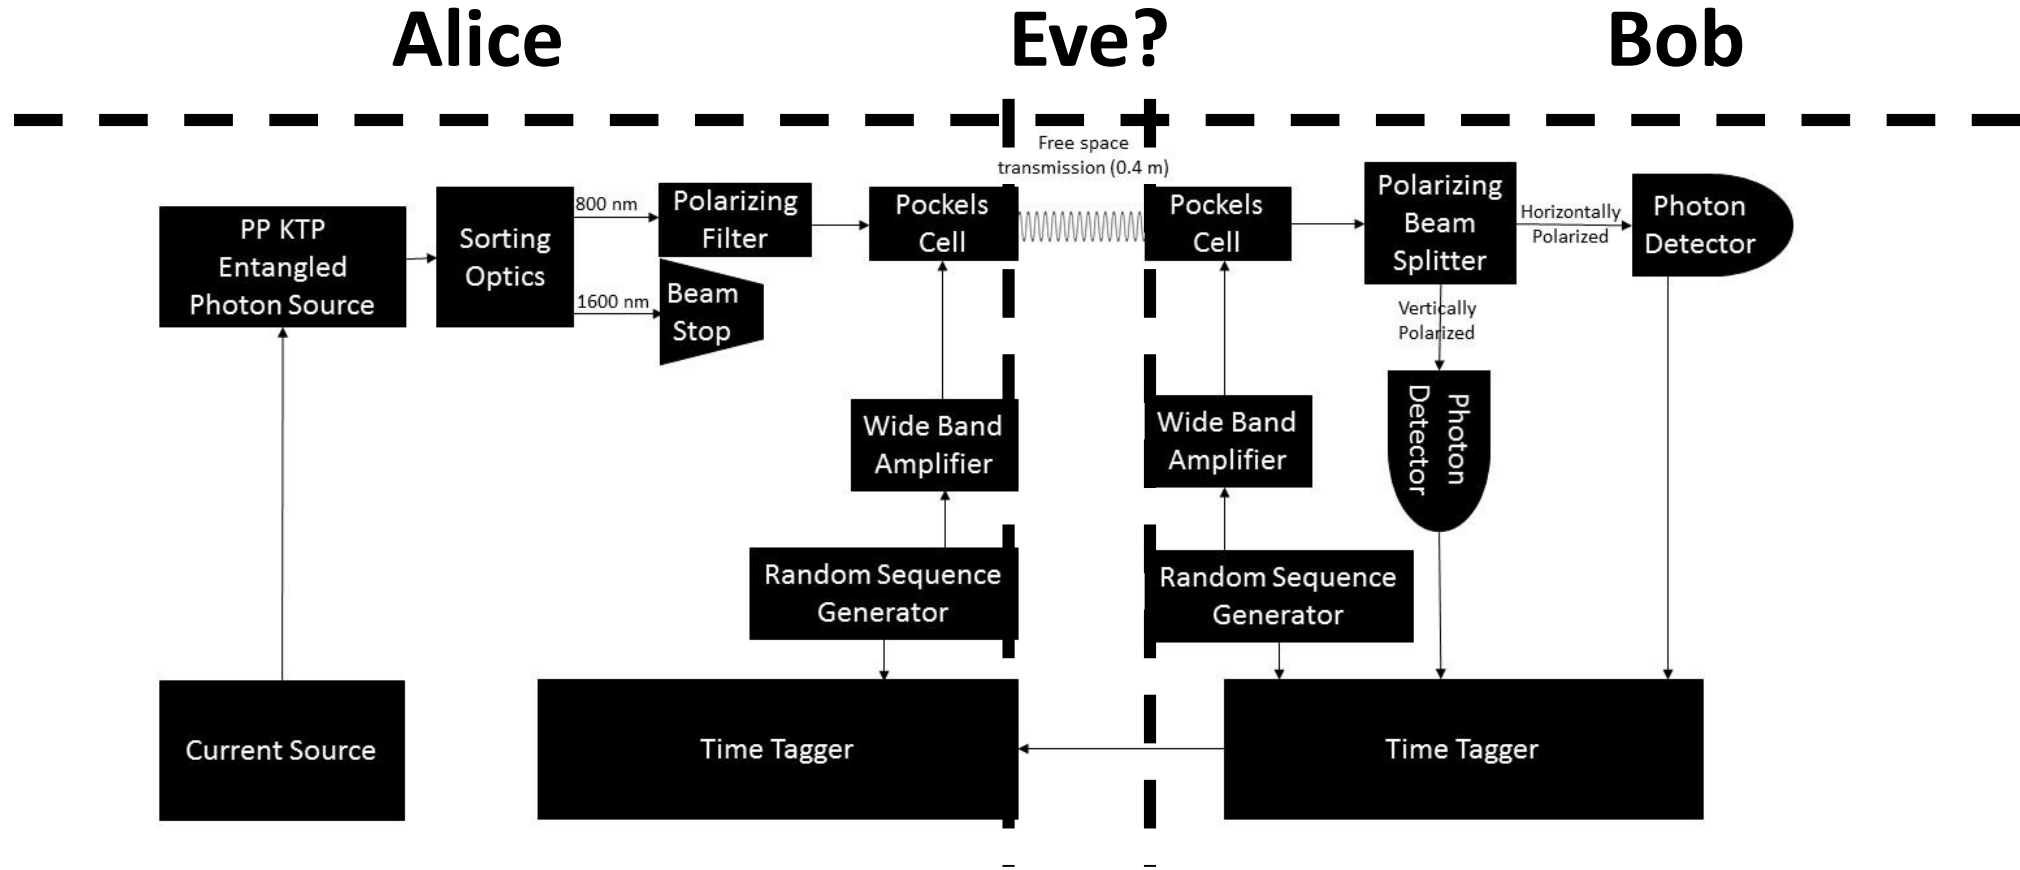 Alice
Eve?
Bob
Free space
transmission (0.4 m)
PP KTP
Entangled
Photon Source
Sorting
Optics
800 nm
1600 nm
Polarizing
Filter
Beam
Stop
Pockels
Cell
Pockels
Cell
Polarizing
Beam
Splitter
Horizontally
Polarized
Photon
Detector
Vertically
Polarized
Photon
Detector
Wide Band
Amplifier
Wide Band
Amplifier
Random Sequence
Generator
Random Sequence
Generator
Current Source
Time Tagger
Time Tagger